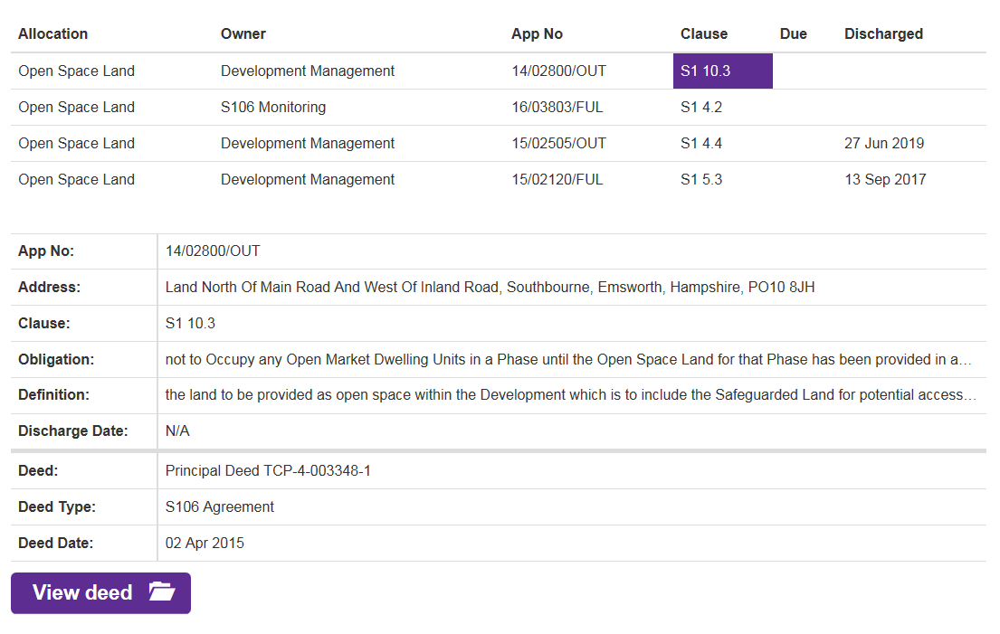 Allocation Owner App No Clause Due Discharged
Open Space Land Development Management 14/02800/OUT S1 10.3
Open Space Land S106 Monitoring 16/03803/FUL S1 4.2
Open Space Land Development Management 15/02505/OUT S1 4.4 27 Jun 2019
Open Space Land Development Management 15/02120/FUL S1 5.3 13 Sep 2017
App No: 14/02800/OUT
Address: Land North Of Main Road And West Of Inland Road, Southbourne, Emsworth, Hampshire, PO10 8JH
Clause: S1 10.3
Obligation: not to Occupy any Open Market Dwelling Units in a Phase until the Open Space Land for that Phase has been provided in a…
Definition: the land to be provided as open space within the Development which is to include the Safeguarded Land for potential access…
Discharge Date: N/A
Deed: Principal Deed TCP-4-003348-1
Deed Type: S106 Agreement
Deed Date: 02 Apr 2015
View deed